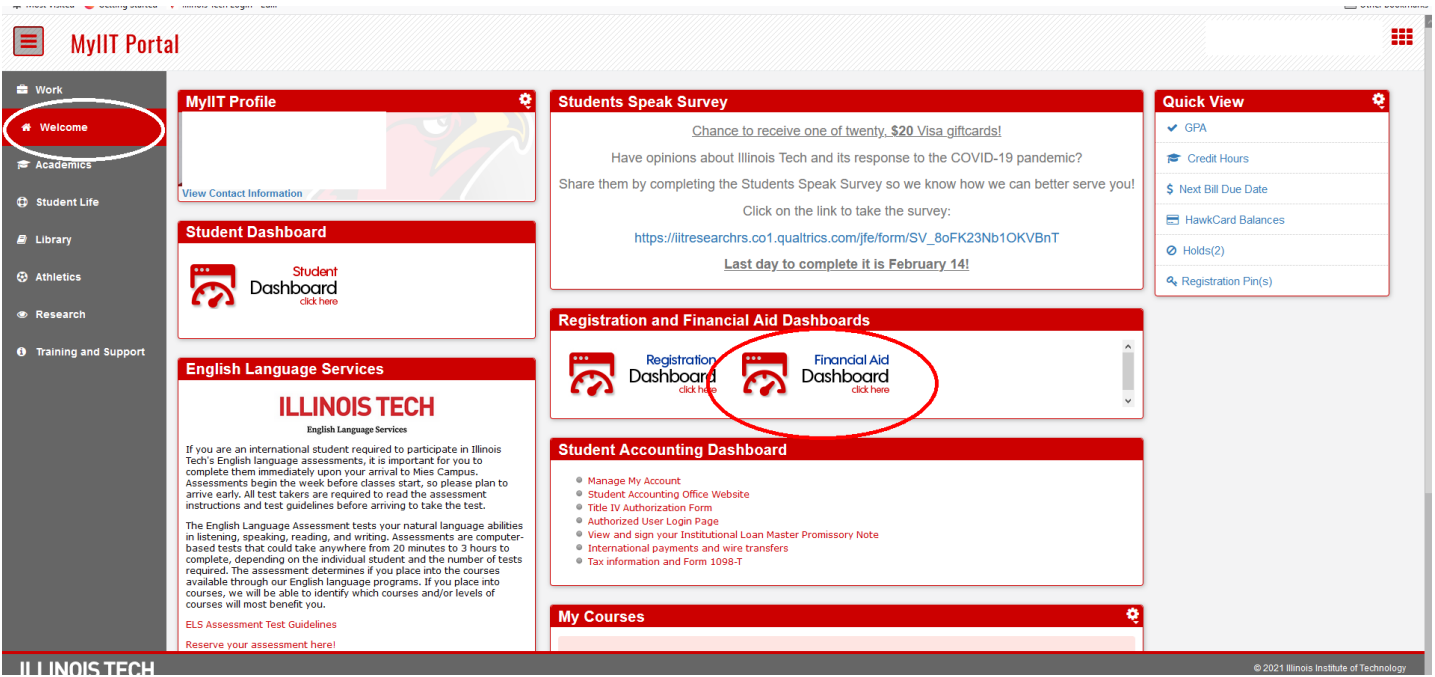 MyIIT Portal
Work
Welcome
Academics
Student Life
Library
Athletics
Research
Training and Support
MyIIT Profile
View Contact Information
Student Dashboard
Student
Dashboard
click here
English Language Services
ILLINOIS TECH
English Language Services
If you are an international student required to participate in Illinois
Tech's English language assessments, it is important for you to
complete them immediately upon your arrival to Mies Campus.
Assessments begin the week before classes start, so please plan to
arrive early. All test takers are required to read the assessment
instructions and test guidelines before arriving to take the test.
The English Language Assessment tests your natural language abilities
in listening, speaking, reading, and writing. Assessments are computer-
based tests that could take anywhere from 20 minutes to 3 hours to
complete, depending on the individual student and the number of tests
required. The assessment determines if you place into the courses
available through our English language programs. If you place into
courses, we will be able to identify which courses and/or levels of
courses will most benefit you.
ELS Assessment Test Guidelines
Reserve your assessment here!
Students Speak Survey
Chance to receive one of twenty, $20 Visa giftcards!
Have opinions about Illinois Tech and its response to the COVID-19 pandemic?
Share them by completing the Students Speak Survey so we know how we can better serve you!
Click on the link to take the survey:
https://iitresearchrs.co1.qualtrics.com/jfe/form/SV_8oFK23Nb1OKVBnT
Last day to complete it is February 14!
Registration and Financial Aid Dashboards
Registration
Dashboard
click here
Financial Aid
Dashboard
click here
Student Accounting Dashboard
Manage My Account
Student Accounting Office Website
Title IV Authorization Form
Authorized User Login Page
View and sign your Institutional Loan Master Promissory Note
International payments and wire transfers
Tax information and Form 1098-T
My Courses
Quick View
GPA
Credit Hours
Next Bill Due Date
HawkCard Balances
Holds(2)
Registration Pin(s)
ILLINOIS TECH
© 2021 Illinois Institute of Technology